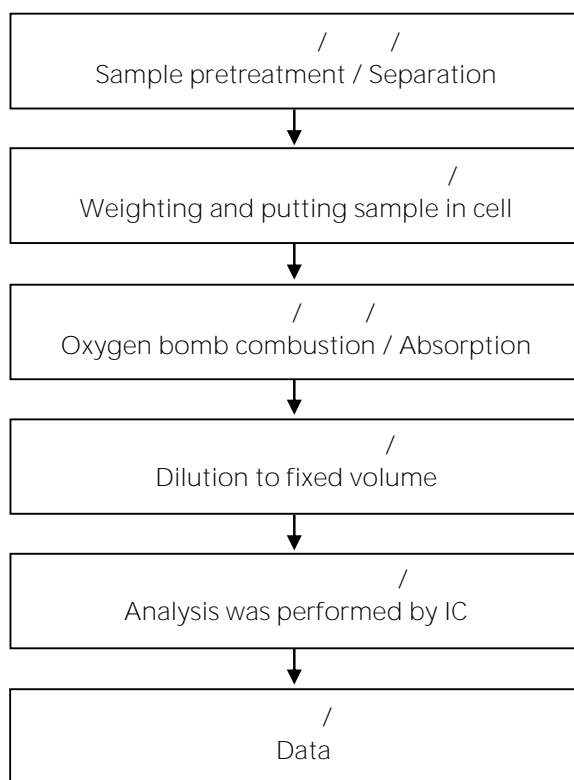 / /
Sample pretreatment / Separation
/
Weighting and putting sample in cell
/ /
Oxygen bomb combustion / Absorption
/
Dilution to fixed volume
/
Analysis was performed by IC
/
Data